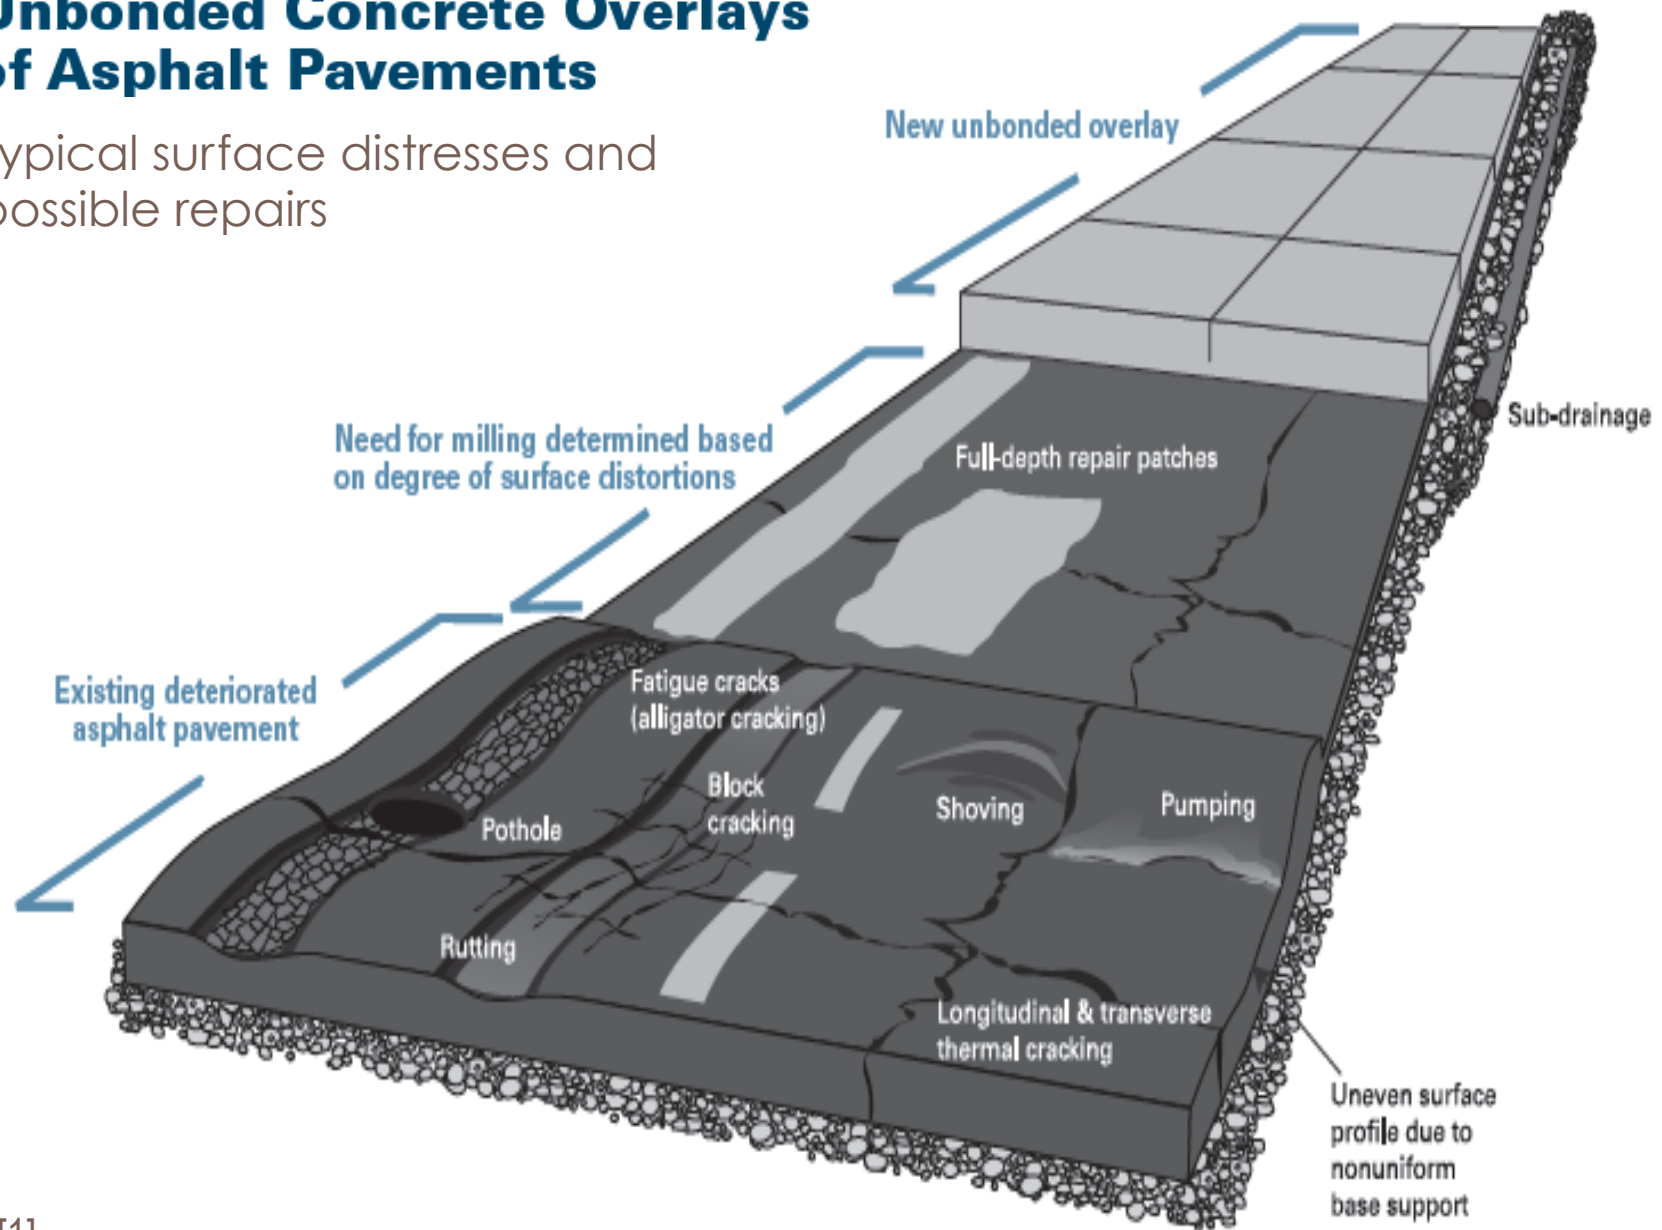 Unbonded Concrete Overlays
of Asphalt Pavements
ypical surface distresses and
possible repairs
New unbonded overlay
Sub-drainage
Need for milling determined based
on degree of surface distortions
Full-depth repair patches
Existing deteriorated
asphalt pavement
Fatigue cracks
(alligator cracking)
Block
cracking
Pothole
Shoving
Pumping
Rutting
Longitudinal & transverse
thermal cracking
Uneven surface
profile due to
nonuniform
base support
[1]